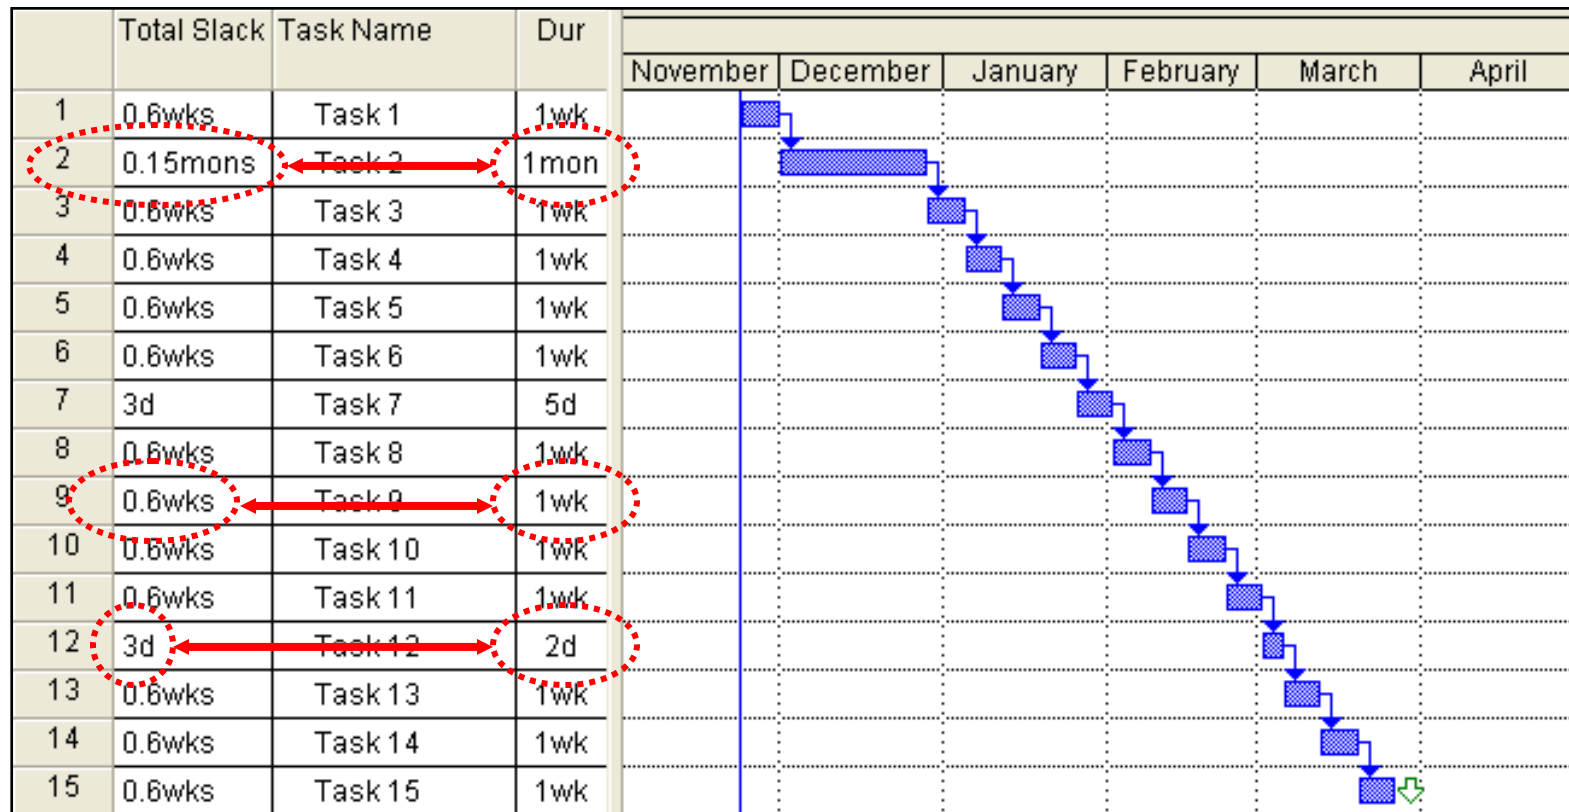 Total Slack Task Name Dur
November December January February March April
1 0.6wks Task 1 1wk
2 0.15mons Task 2 1mon
3 0.6wks Task 3 1wk
4 0.6wks Task 4 1wk
5 0.6wks Task 5 1wk
6 0.6wks Task 6 1wk
7 3d Task 7 5d
8 0.6wks Task 8 1wk
9 0.6wks Task 9 1wk
10 0.6wks Task 10 1wk
11 0.6wks Task 11 1wk
12 3d Task 12 2d
13 0.6wks Task 13 1wk
14 0.6wks Task 14 1wk
15 0.6wks Task 15 1wk